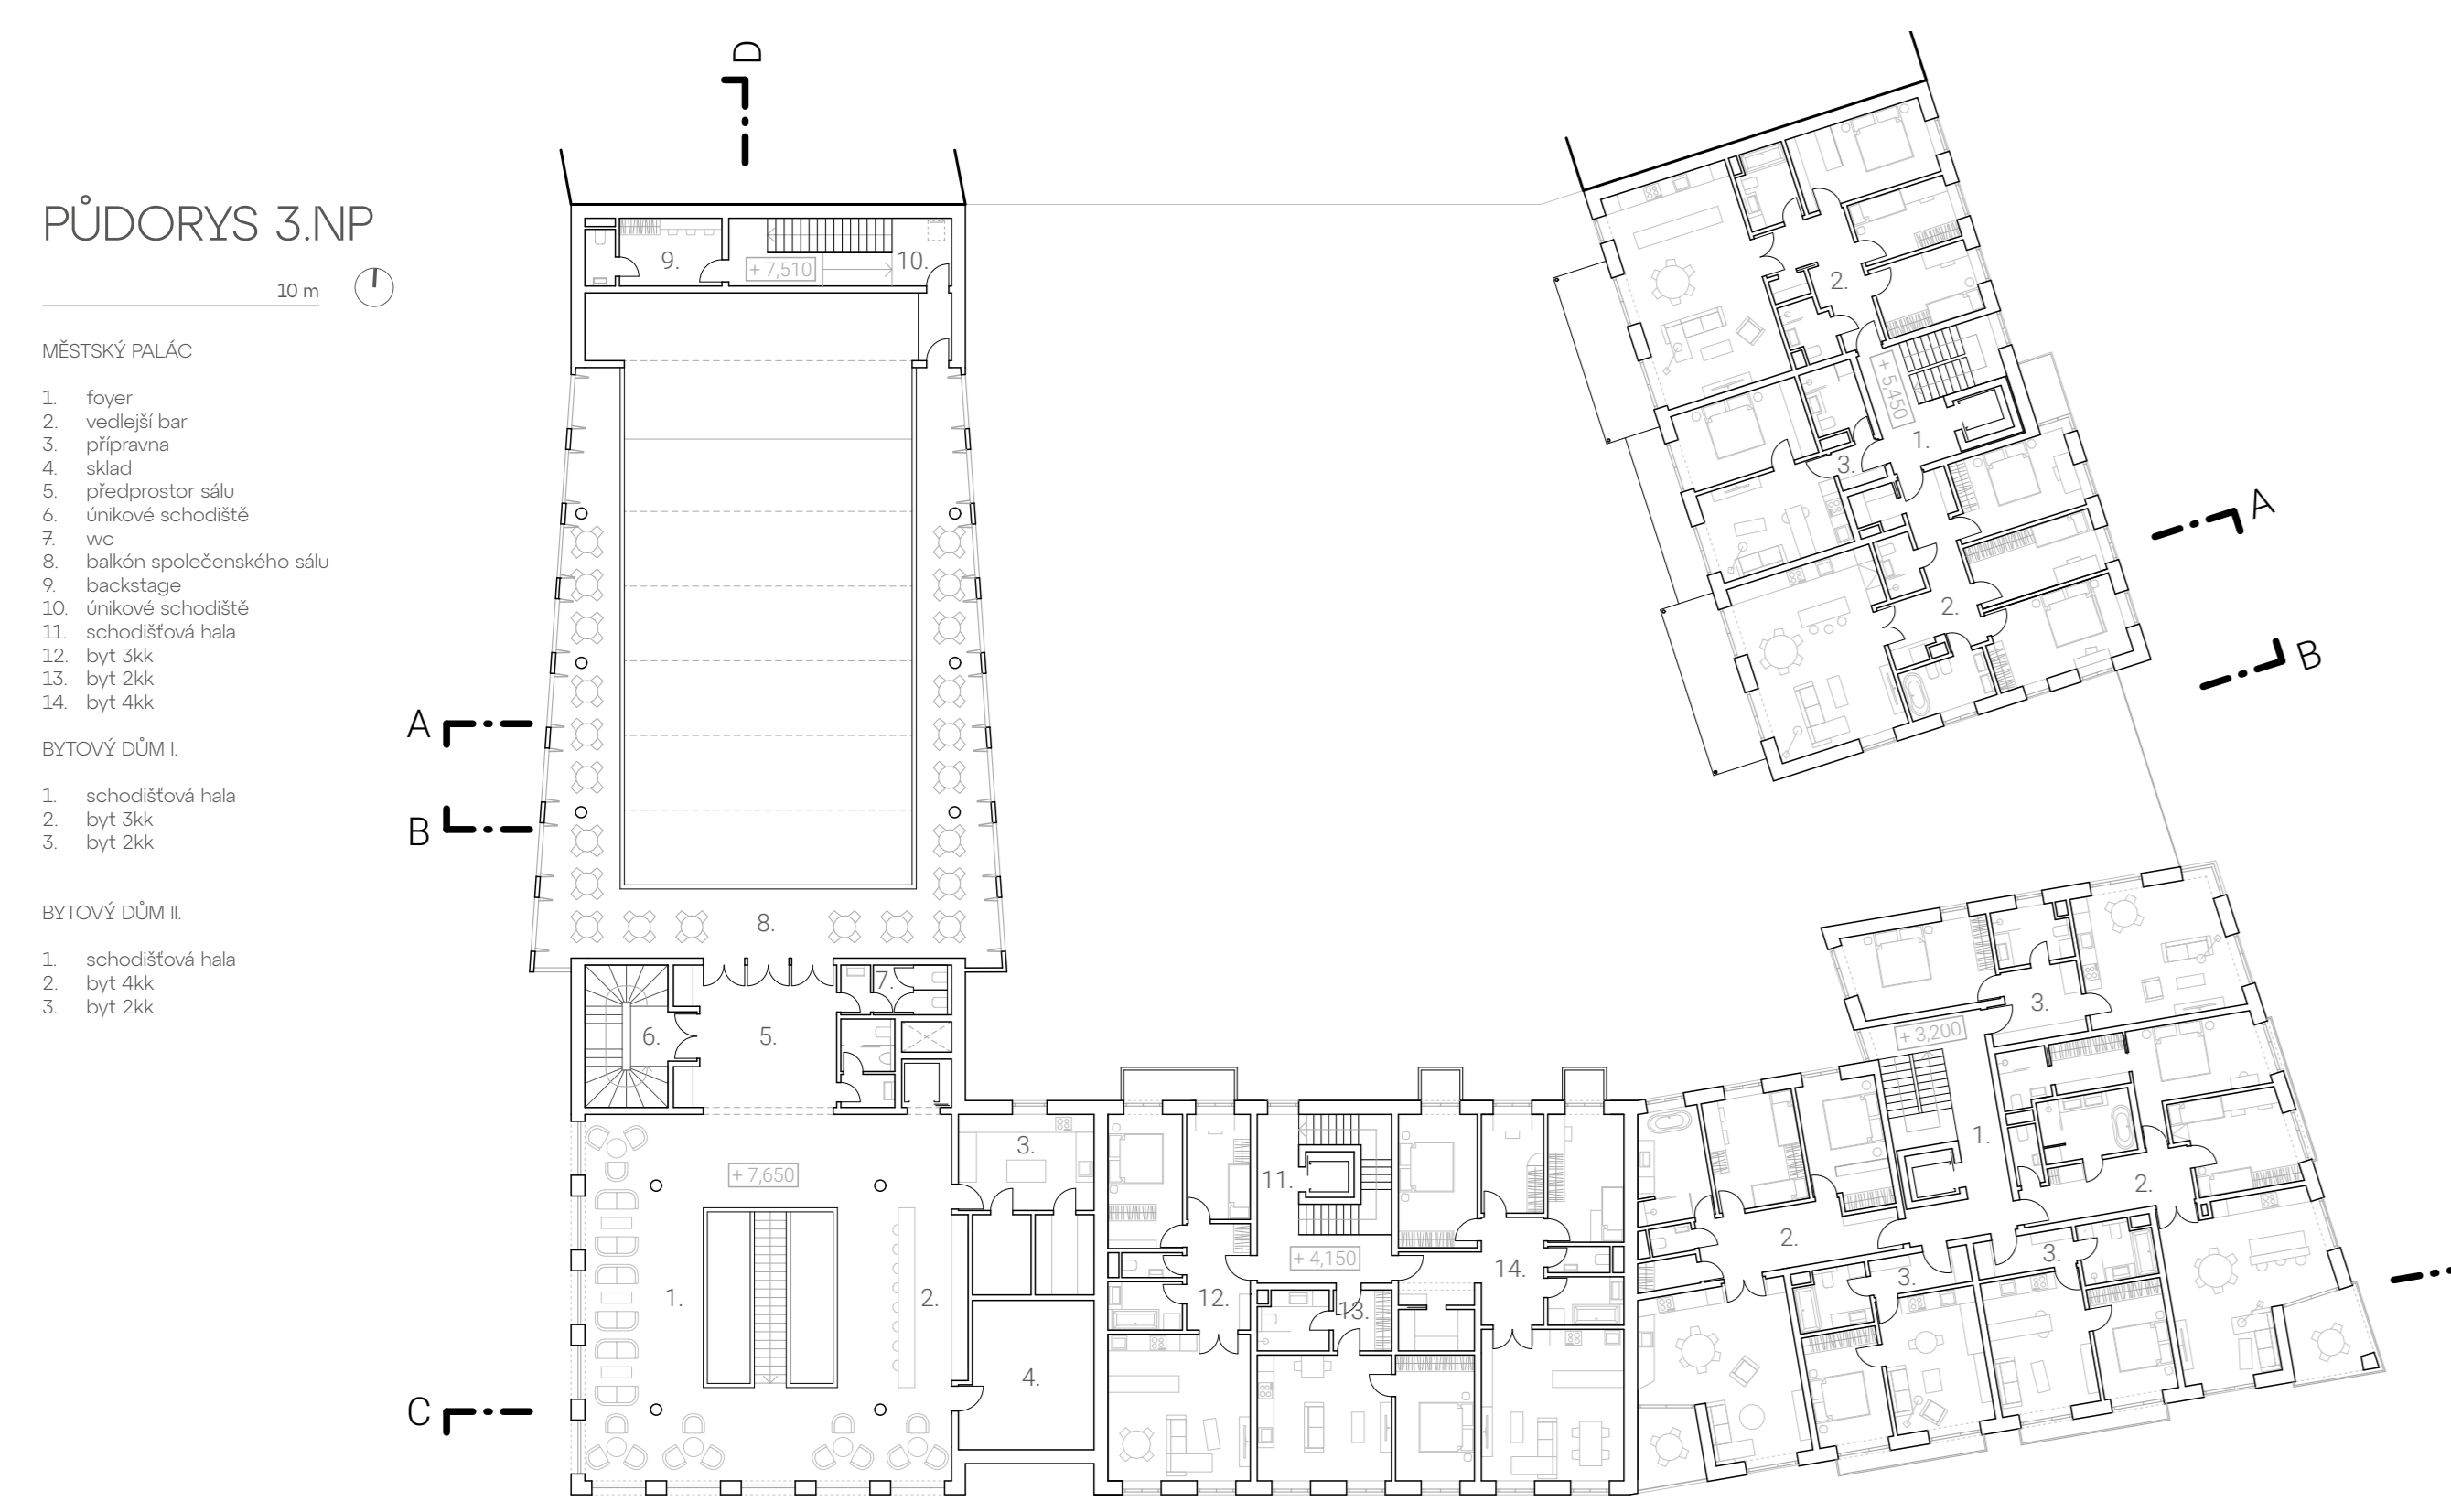 PŮDORYS 3.NP
10 m
MĚSTSKÝ PALÁC
1. foyer
2. vedlejší bar
3. přípravna
4. sklad
5. předprostor sálu
6. únikové schodiště
7. wc
8. balkón společenského sálu
9. backstage
10. únikové schodiště
11. schodišťová hala
12. byt 3kk
13. byt 2kk
14. byt 4kk
BYTOVÝ DŮM I.
1. schodišťová hala
2. byt 3kk
3. byt 2kk
BYTOVÝ DŮM II.
1. schodišťová hala
2. byt 4kk
3. byt 2kk
D
9.
+ 7,510
10.
2.
+ 5,450
1.
3.
2.
A
B
A
B
8.
7.
6.
5.
3.
+ 3,200
1.
2.
3.
+ 7,650
11.
2.
3.
3.
+ 4,150
14.
1.
2.
12.
13.
4.
C